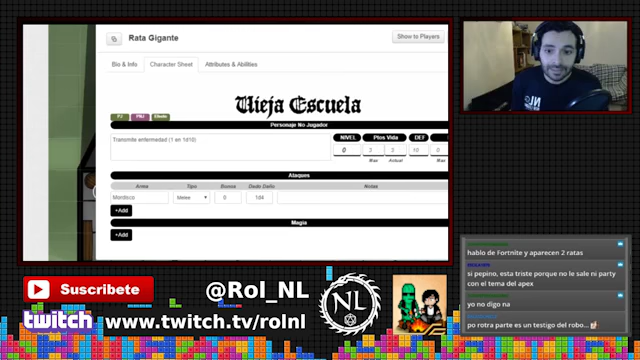 Rata Gigante
Show to Players
Bio & Info
Character Sheet
Attributes & Abilities
Vieja Escuela
PJ
PNJ
Personaje No Jugador
Transmite enfermedad (1 en 1d10)
NIVEL
Ptos Vida
DEF
0
3
3
10
0
Max
Actual
Max
Ataques
Arma
Tipo
Bonos
Dado Daño
Notas
Mordisco
Melee
0
1d4
+Add
Magia
+Add
hablo de Fortnite y aparecen 2 ratas
si pepino, esta triste porque no le sale ni party
con el tema del apex
yo no digo na
po rotra parte es un testigo del robo...
Suscribete
@Rol_NL
NL
twitch
www.twitch.tv/rolnl